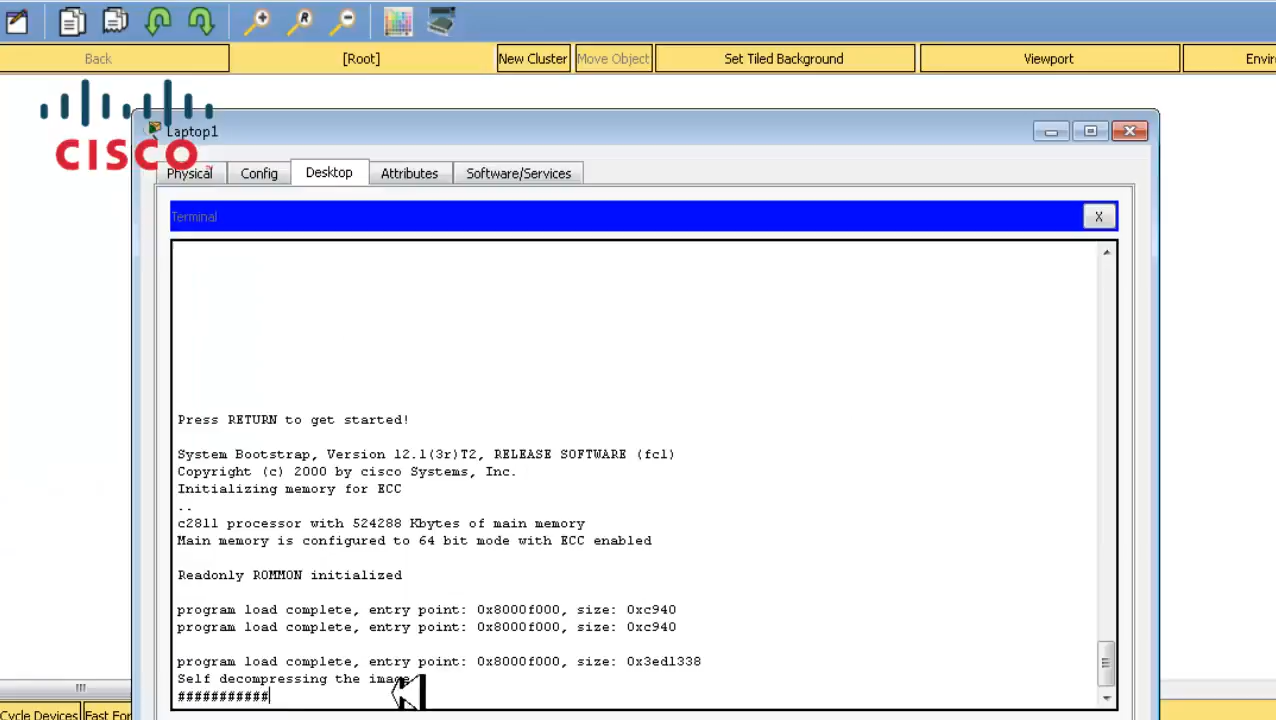 Back
[Root]
New Cluster
Move Object
Set Tiled Background
Viewport
CISCO
Laptop1
Physical
Config
Desktop
Attributes
Software/Services
Terminal
X
Press RETURN to get started!
System Bootstrap, Version 12.1(3r)T2, RELEASE SOFTWARE (fc1)
Copyright (c) 2000 by cisco Systems, Inc.
Initializing memory for ECC
..
c2811 processor with 524288 Kbytes of main memory
Main memory is configured to 64 bit mode with ECC enabled
Readonly ROMMON initialized
program load complete, entry point: 0x8000f000, size: 0xc940
program load complete, entry point: 0x8000f000, size: 0xc940
program load complete, entry point: 0x8000f000, size: 0x3ed1338
Self decompressing the image
###########
Cycle Devices
Fast For